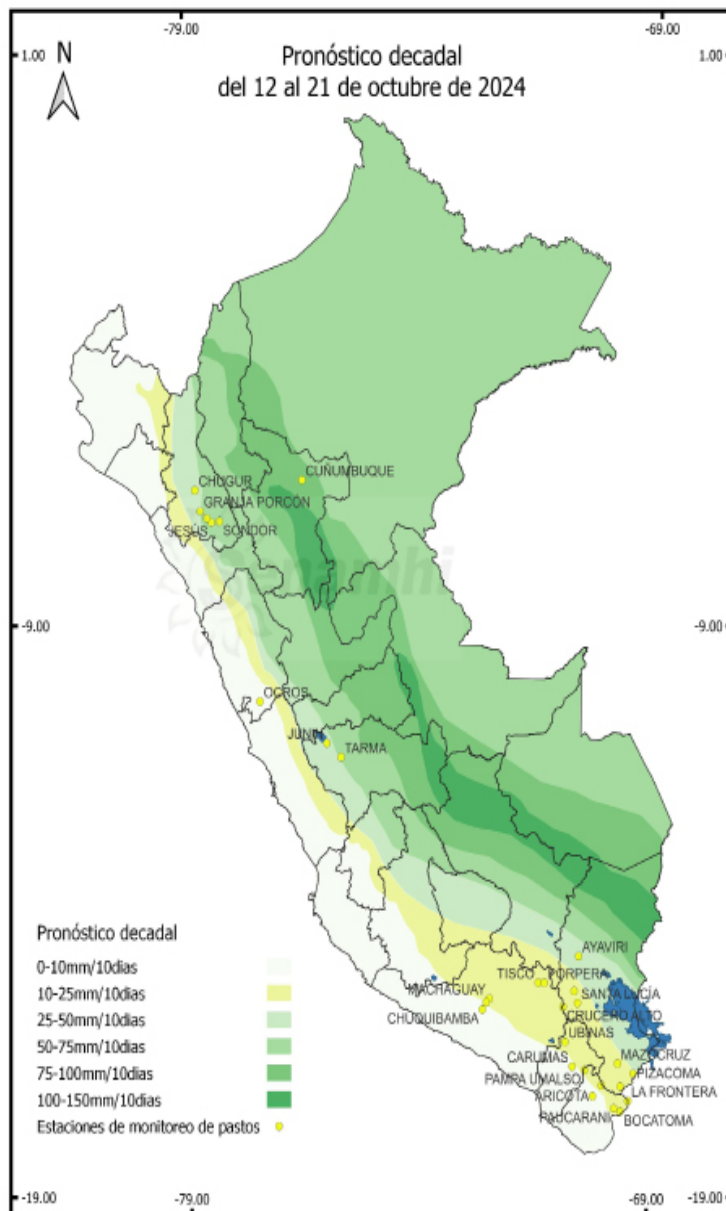 -79.00 -69.00
1.00 N 1.00
Pronóstico decadal
del 12 al 21 de octubre de 2024
CUÑUMBUQUE
CHUGUR
GRANJA PORCÓN
JESÚS SONDOR
Senamhi
-9.00 -9.00
OCROS
JUNIN
TARMA
Pronóstico decadal
0-10mm/10dias
10-25mm/10dias
25-50mm/10dias
50-75mm/10dias
75-100mm/10dias
100-150mm/10dias
Estaciones de monitoreo de pastos
AYAVIRI
TISCO PORPERA
MACHAGUAY SANTA LUCÍA
CHUQUIBAMBA CRUCERO ALTO
UBINAS
CARUMAS MAZOCRUZ
PAMPA UMALSO PIZACOMA
ARICOTA LA FRONTERA
PAUCARANI BOCATOMA
-19.00 -79.00 -69.00 -19.00